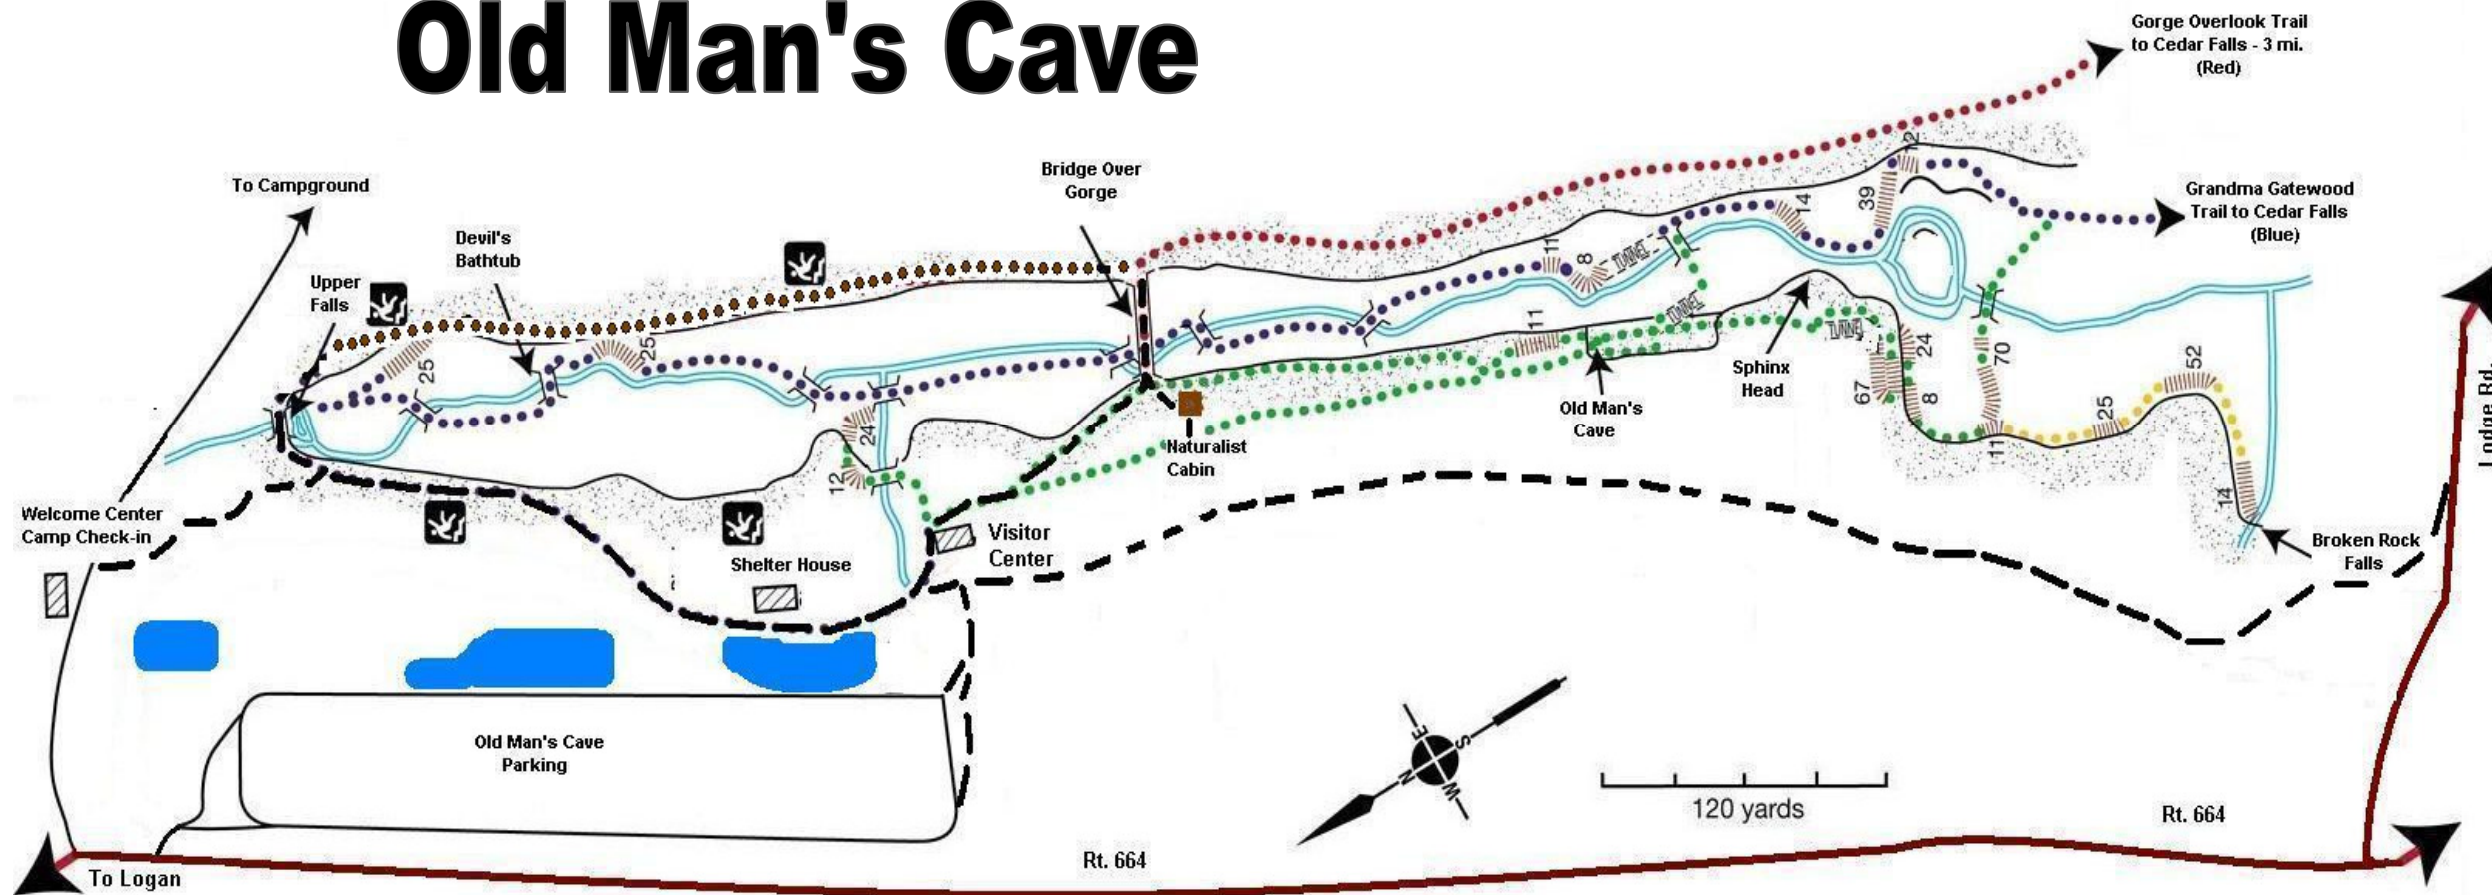 Old Man's Cave
Gorge Overlook Trail
to Cedar Falls - 3 mi.
(Red)
To Campground
Bridge Over
Gorge
Grandma Gatewood
Trail to Cedar Falls
(Blue)
Devil's
Bathtub
Upper
Falls
12
14
39
11
8
TUNNEL
25
25
TUNNEL
11
TUNNEL
24
70
52
67
8
Sphinx
Head
Old Man's
Cave
25
11
24
12
14
Naturalist
Cabin
Lodge Rd.
Welcome Center
Camp Check-in
Visitor
Center
Shelter House
Broken Rock
Falls
Old Man's Cave
Parking
E
S
N
W
120 yards
Rt. 664
Rt. 664
To Logan